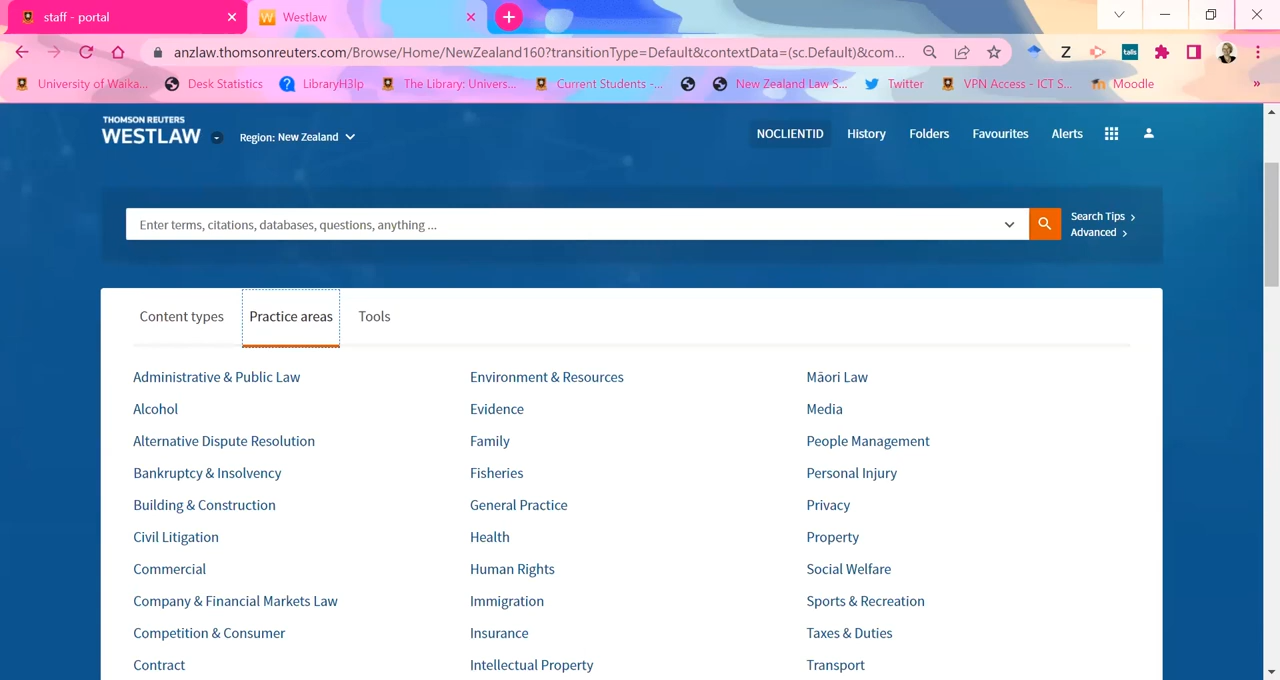 staff - portal
Westlaw
anzlaw.thomsonreuters.com/Browse/Home/NewZealand160?transitionType=Default&contextData=(sc.Default)&com...
Z
talis
University of Waika...
Desk Statistics
LibraryH3lp
The Library: Univers...
Current Students -...
New Zealand Law S...
Twitter
VPN Access - ICT S...
Moodle
»
THOMSON REUTERS
WESTLAW
Region: New Zealand
NOCLIENTID
History
Folders
Favourites
Alerts
Enter terms, citations, databases, questions, anything ...
Search Tips
Advanced
Content types
Practice areas
Tools
Administrative & Public Law
Alcohol
Alternative Dispute Resolution
Bankruptcy & Insolvency
Building & Construction
Civil Litigation
Commercial
Company & Financial Markets Law
Competition & Consumer
Contract
Environment & Resources
Evidence
Family
Fisheries
General Practice
Health
Human Rights
Immigration
Insurance
Intellectual Property
Māori Law
Media
People Management
Personal Injury
Privacy
Property
Social Welfare
Sports & Recreation
Taxes & Duties
Transport